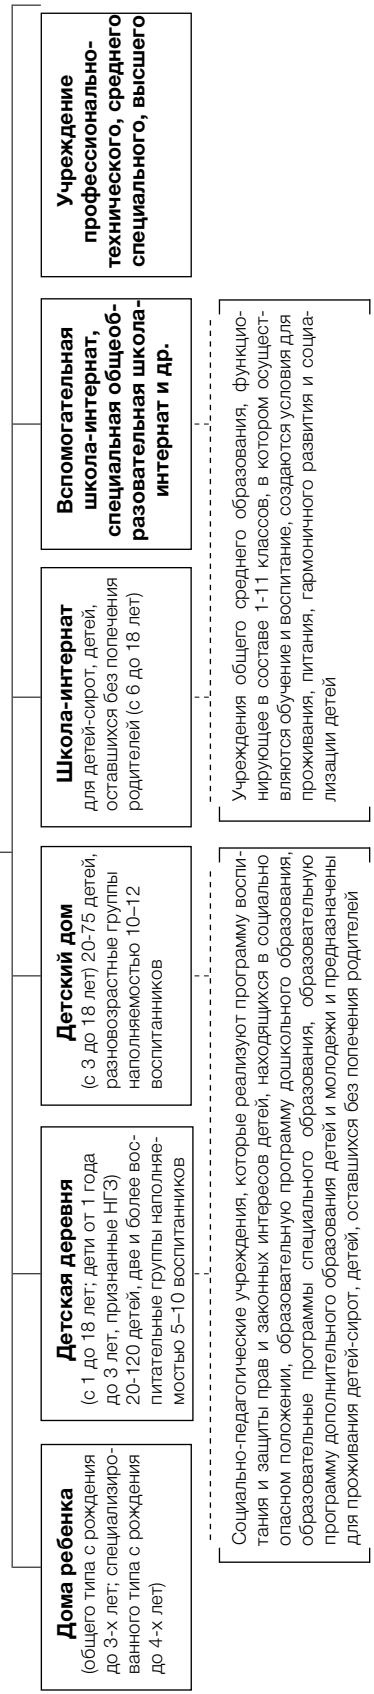 Дома ребенка
(общего типа с рождения
до 3-х лет; специализиро-
ванного типа с рождения
до 4-х лет)
Детская деревня
(с 1 до 18 лет; дети от 1 года
до 3 лет, признанные НГЗ)
20-120 детей, две и более вос-
питательные группы наполняе-
мостью 5–10 воспитанников
Детский дом
(с 3 до 18 лет) 20-75 детей,
разновозрастные группы
наполняемостью 10–12
воспитанников
Школа-интернат
для детей-сирот, детей,
оставшихся без попечения
родителей (с 6 до 18 лет)
Вспомогательная
школа-интернат,
специальная общеоб-
разовательная школа-
интернат и др.
Учреждение
профессионально-
технического, среднего
специального, высшего
Социально-педагогические учреждения, которые реализуют программу воспи-
тания и защиты прав и законных интересов детей, находящихся в социально
опасном положении, образовательную программу дошкольного образования,
образовательные программы специального образования, образовательную
программу дополнительного образования детей и молодежи и предназначены
для проживания детей-сирот, детей, оставшихся без попечения родителей
Учреждения общего среднего образования, функцио-
нирующее в составе 1-11 классов, в котором осущест-
вляются обучение и воспитание, создаются условия для
проживания, питания, гармоничного развития и социа-
лизации детей